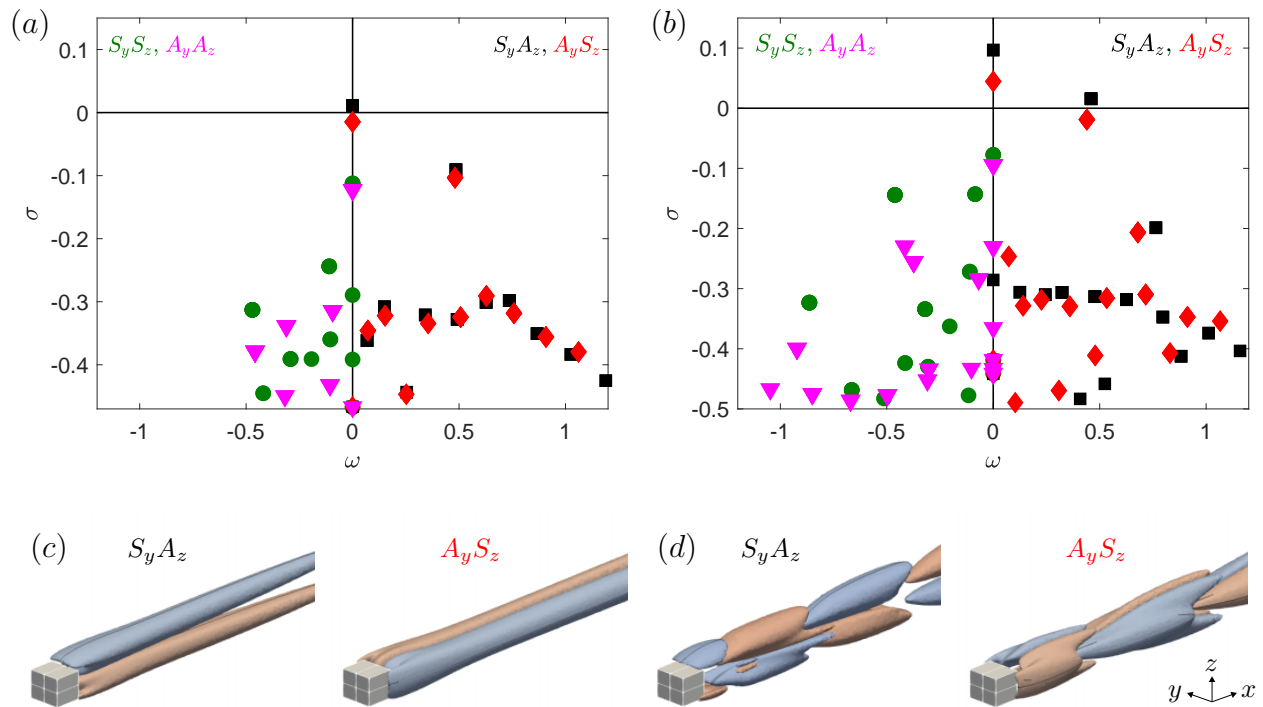 (a)
S_yS_z, A_yA_z
S_yA_z, A_yS_z
0.1
0
-0.1
-0.2
-0.3
-0.4
σ
-1
-0.5
0
0.5
1
ω
(b)
S_yS_z, A_yA_z
S_yA_z, A_yS_z
0.1
0
-0.1
-0.2
-0.3
-0.4
-0.5
σ
-1
-0.5
0
0.5
1
ω
(c)
S_yA_z
A_yS_z
(d)
S_yA_z
A_yS_z
z
y
x